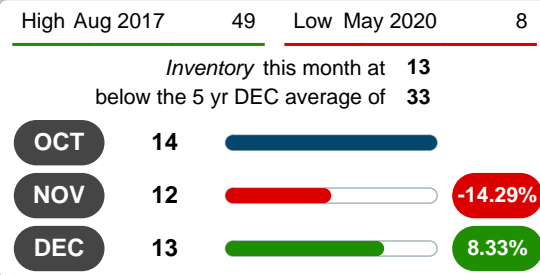 High Aug 2017 49 Low May 2020 8
Inventory this month at 13
below the 5 yr DEC average of 33
OCT 14
NOV 12 -14.29%
DEC 13 8.33%